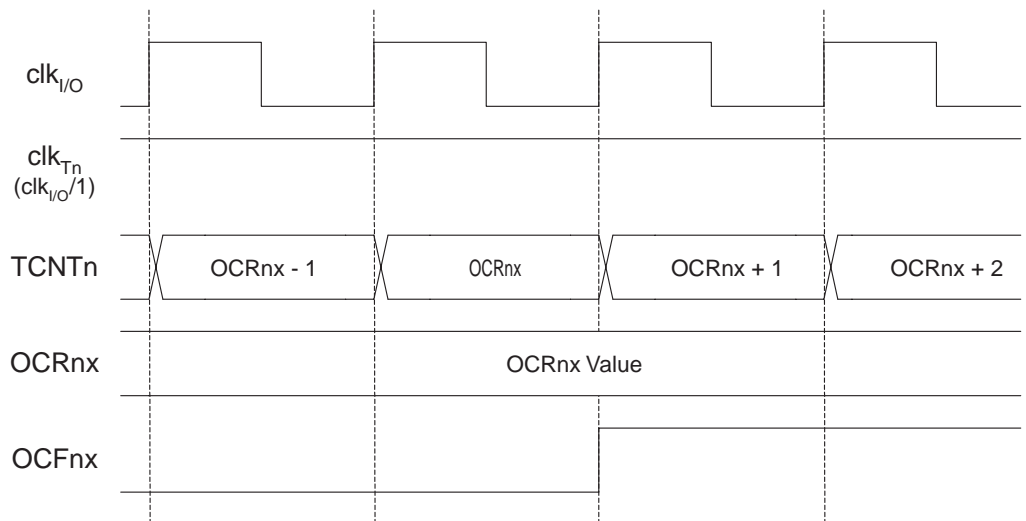 clkI/O
clkTn
(clkI/O/1)
TCNTn
OCRnx - 1
OCRnx
OCRnx + 1
OCRnx + 2
OCRnx
OCRnx Value
OCFnx